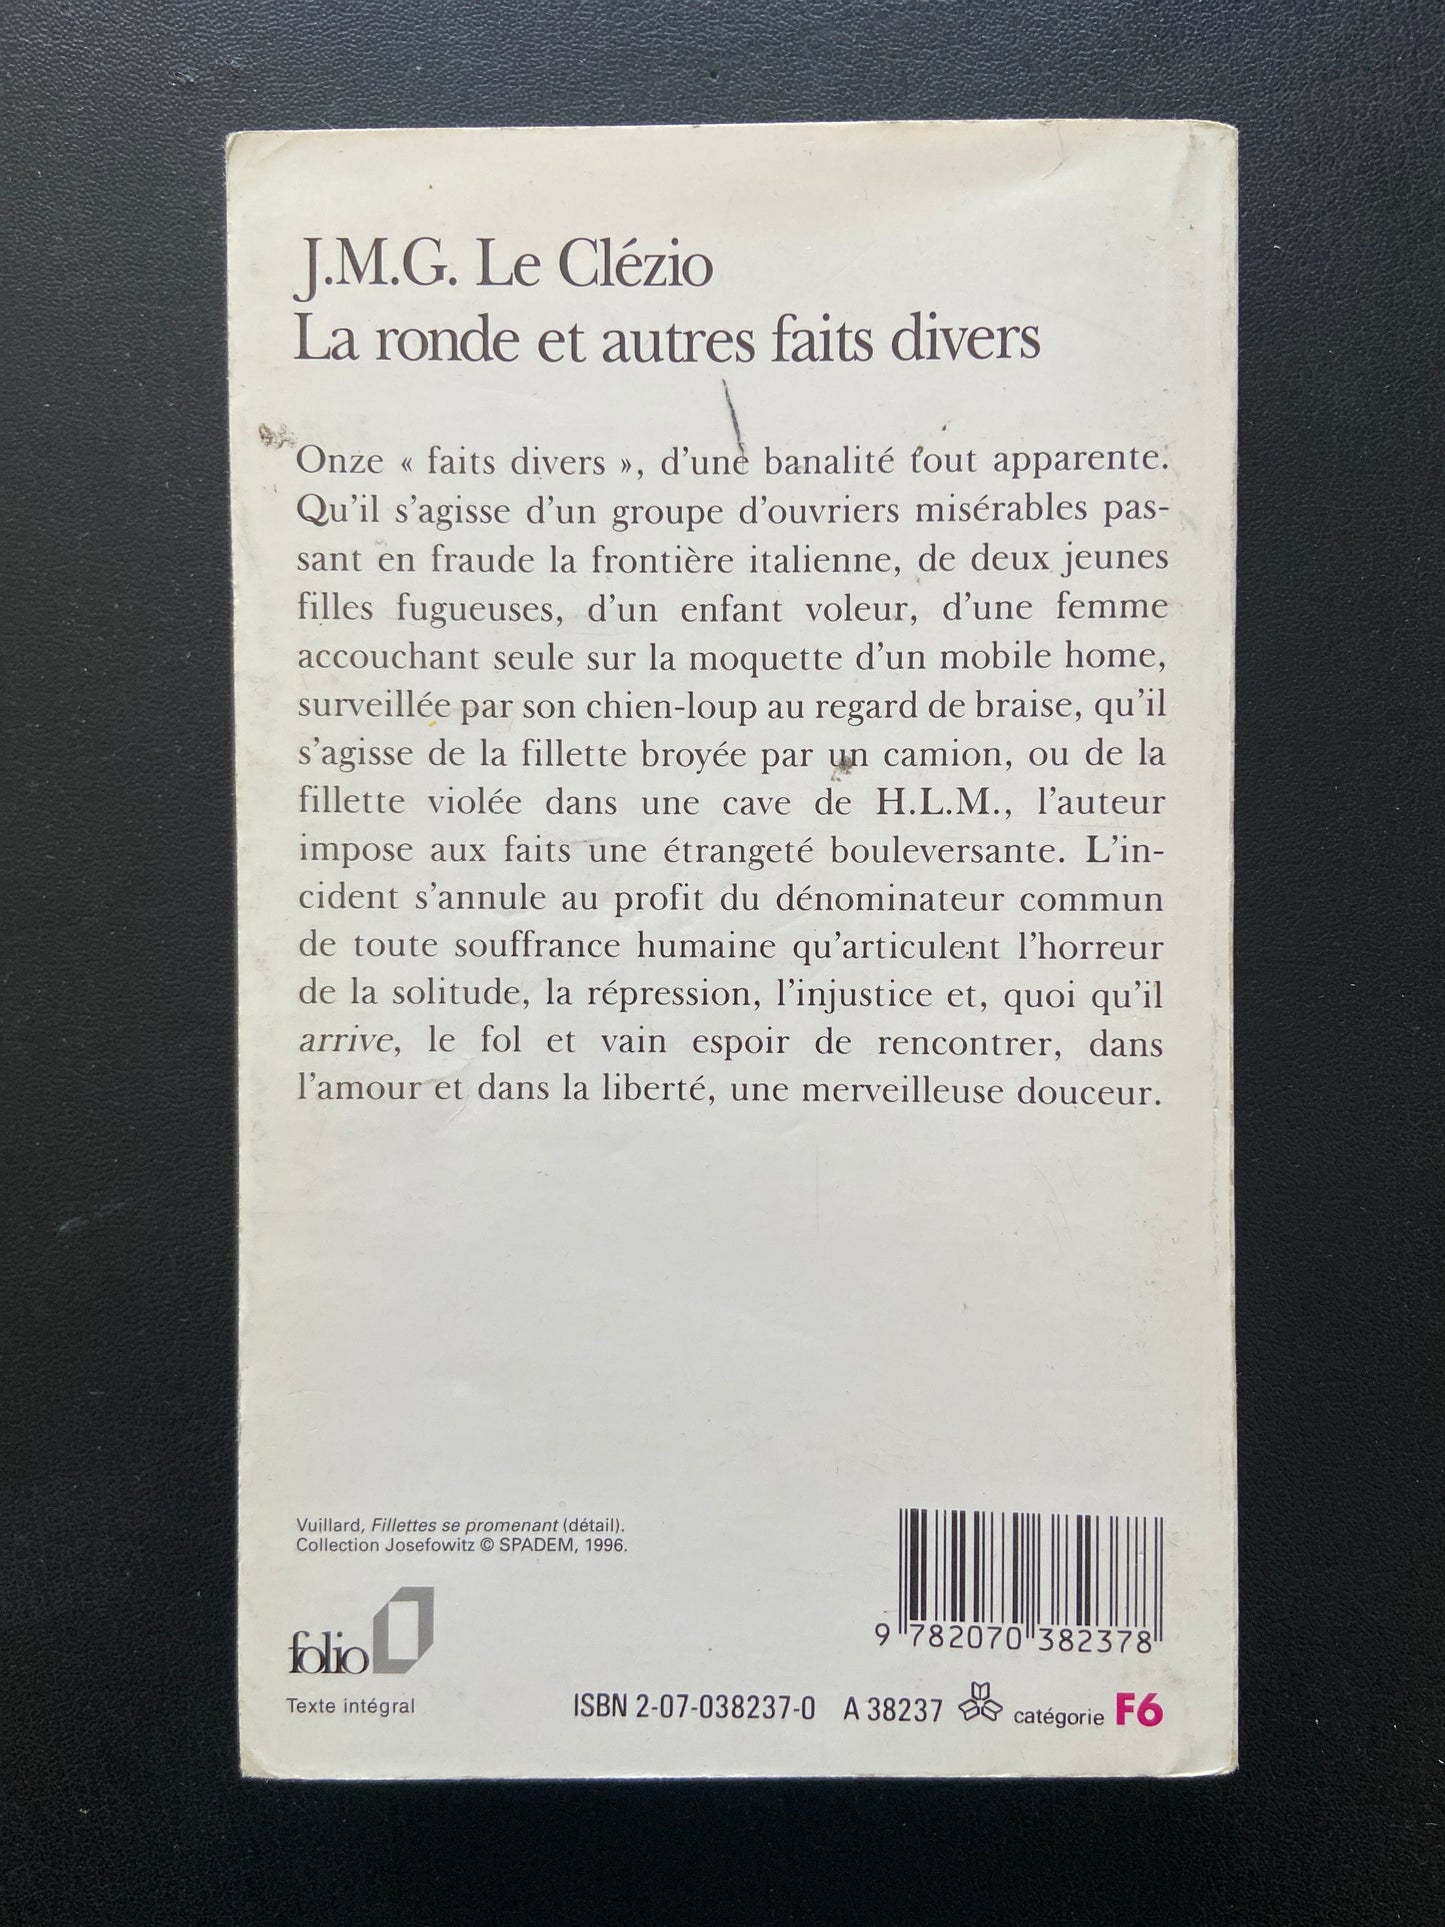 J.M.G. Le Clézio
La ronde et autres faits divers
Onze « faits divers », d'une banalité tout apparente.
Qu'il s'agisse d'un groupe d'ouvriers misérables pas-
sant en fraude la frontière italienne, de deux jeunes
filles fugueuses, d'un enfant voleur, d'une femme
accouchant seule sur la moquette d'un mobile home,
surveillée par son chien-loup au regard de braise, qu'il
s'agisse de la fillette broyée par un camion, ou de la
fillette violée dans une cave de H.L.M., l'auteur
impose aux faits une étrangeté bouleversante. L'in-
cident s'annule au profit du dénominateur commun
de toute souffrance humaine qu'articulent l'horreur
de la solitude, la répression, l'injustice et, quoi qu'il
arrive, le fol et vain espoir de rencontrer, dans
l'amour et dans la liberté, une merveilleuse douceur.
Vuillard, Fillettes se promenant (détail).
Collection Josefowitz © SPADEM, 1996.
folio
Texte intégral
9 782070 382378
ISBN 2-07-038237-0 A 38237 catégorie F6